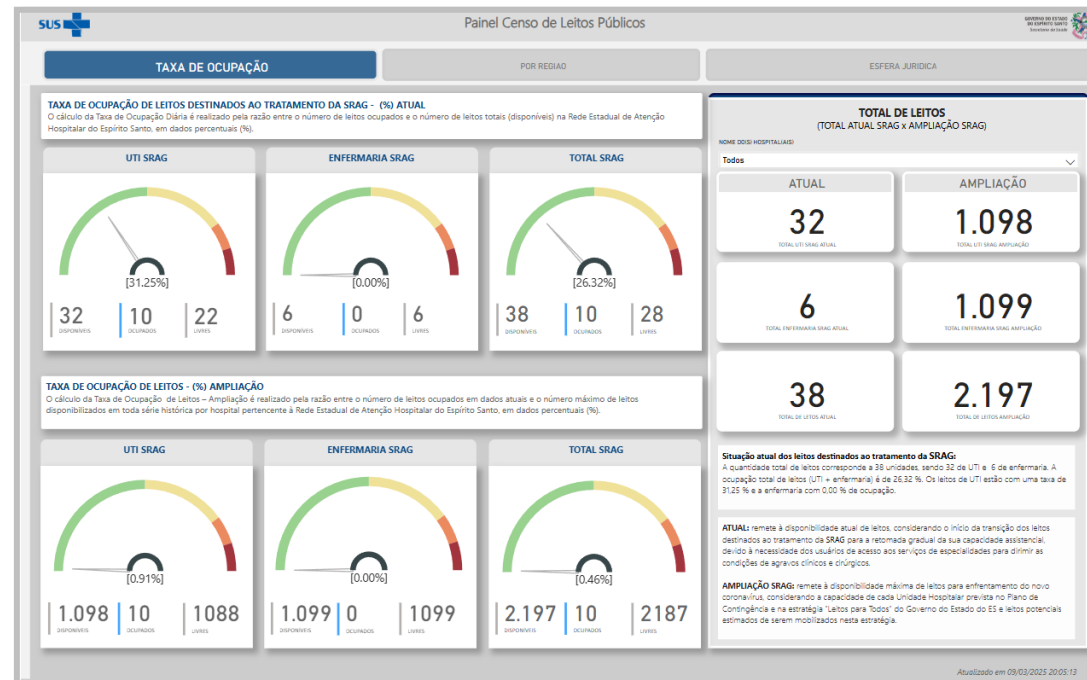 SUS
Painel Censo de Leitos Públicos
GOVERNO DO ESTADO
DO ESPÍRITO SANTO
Secretaria da Saúde
TAXA DE OCUPAÇÃO
POR REGIAO
ESFERA JURIDICA
TAXA DE OCUPAÇÃO DE LEITOS DESTINADOS AO TRATAMENTO DA SRAG - (%) ATUAL
O cálculo da Taxa de Ocupação Diária é realizado pela razão entre o número de leitos ocupados e o número de leitos totais (disponíveis) na Rede Estadual de Atenção
Hospitalar do Espírito Santo, em dados percentuais (%).
UTI SRAG
[31.25%]
32
DISPONÍVEIS
10
OCUPADOS
22
LIVRES
ENFERMARIA SRAG
[0.00%]
6
DISPONÍVEIS
0
OCUPADOS
6
LIVRES
TOTAL SRAG
[26.32%]
38
DISPONÍVEIS
10
OCUPADOS
28
LIVRES
TAXA DE OCUPAÇÃO DE LEITOS - (%) AMPLIAÇÃO
O cálculo da Taxa de Ocupação de Leitos – Ampliação é realizado pela razão entre o número de leitos ocupados em dados atuais e o número máximo de leitos
disponibilizados em toda série histórica por hospital pertencente à Rede Estadual de Atenção Hospitalar do Espírito Santo, em dados percentuais (%).
UTI SRAG
[0.91%]
1.098
DISPONÍVEIS
10
OCUPADOS
1088
LIVRES
ENFERMARIA SRAG
[0.00%]
1.099
DISPONÍVEIS
0
OCUPADOS
1099
LIVRES
TOTAL SRAG
[0.46%]
2.197
DISPONÍVEIS
10
OCUPADOS
2187
LIVRES
TOTAL DE LEITOS
(TOTAL ATUAL SRAG x AMPLIAÇÃO SRAG)
NOME DO(S) HOSPITAL(AIS)
Todos
ATUAL
32
TOTAL UTI SRAG ATUAL
AMPLIAÇÃO
1.098
TOTAL UTI SRAG AMPLIAÇÃO
6
TOTAL ENFERMARIA SRAG ATUAL
1.099
TOTAL ENFERMARIA SRAG AMPLIAÇÃO
38
TOTAL DE LEITOS ATUAL
2.197
TOTAL DE LEITOS AMPLIAÇÃO
Situação atual dos leitos destinados ao tratamento da SRAG:
A quantidade total de leitos corresponde a 38 unidades, sendo 32 de UTI e 6 de enfermaria. A
ocupação total de leitos (UTI + enfermaria) é de 26,32 %. Os leitos de UTI estão com uma taxa de
31,25 % e a enfermaria com 0,00 % de ocupação.
ATUAL: remete à disponibilidade atual de leitos, considerando o início da transição dos leitos
destinados ao tratamento da SRAG para a retomada gradual da sua capacidade assistencial,
devido à necessidade dos usuários de acesso aos serviços de especialidades para dirimir as
condições de agravos clínicos e cirúrgicos.
AMPLIAÇÃO SRAG: remete à disponibilidade máxima de leitos para enfrentamento do novo
coronavírus, considerando a capacidade de cada Unidade Hospitalar prevista no Plano de
Contingência e na estratégia "Leitos para Todos" do Governo do Estado do ES e leitos potenciais
estimados de serem mobilizados nesta estratégia.
Atualizado em 09/03/2025 20:05:13